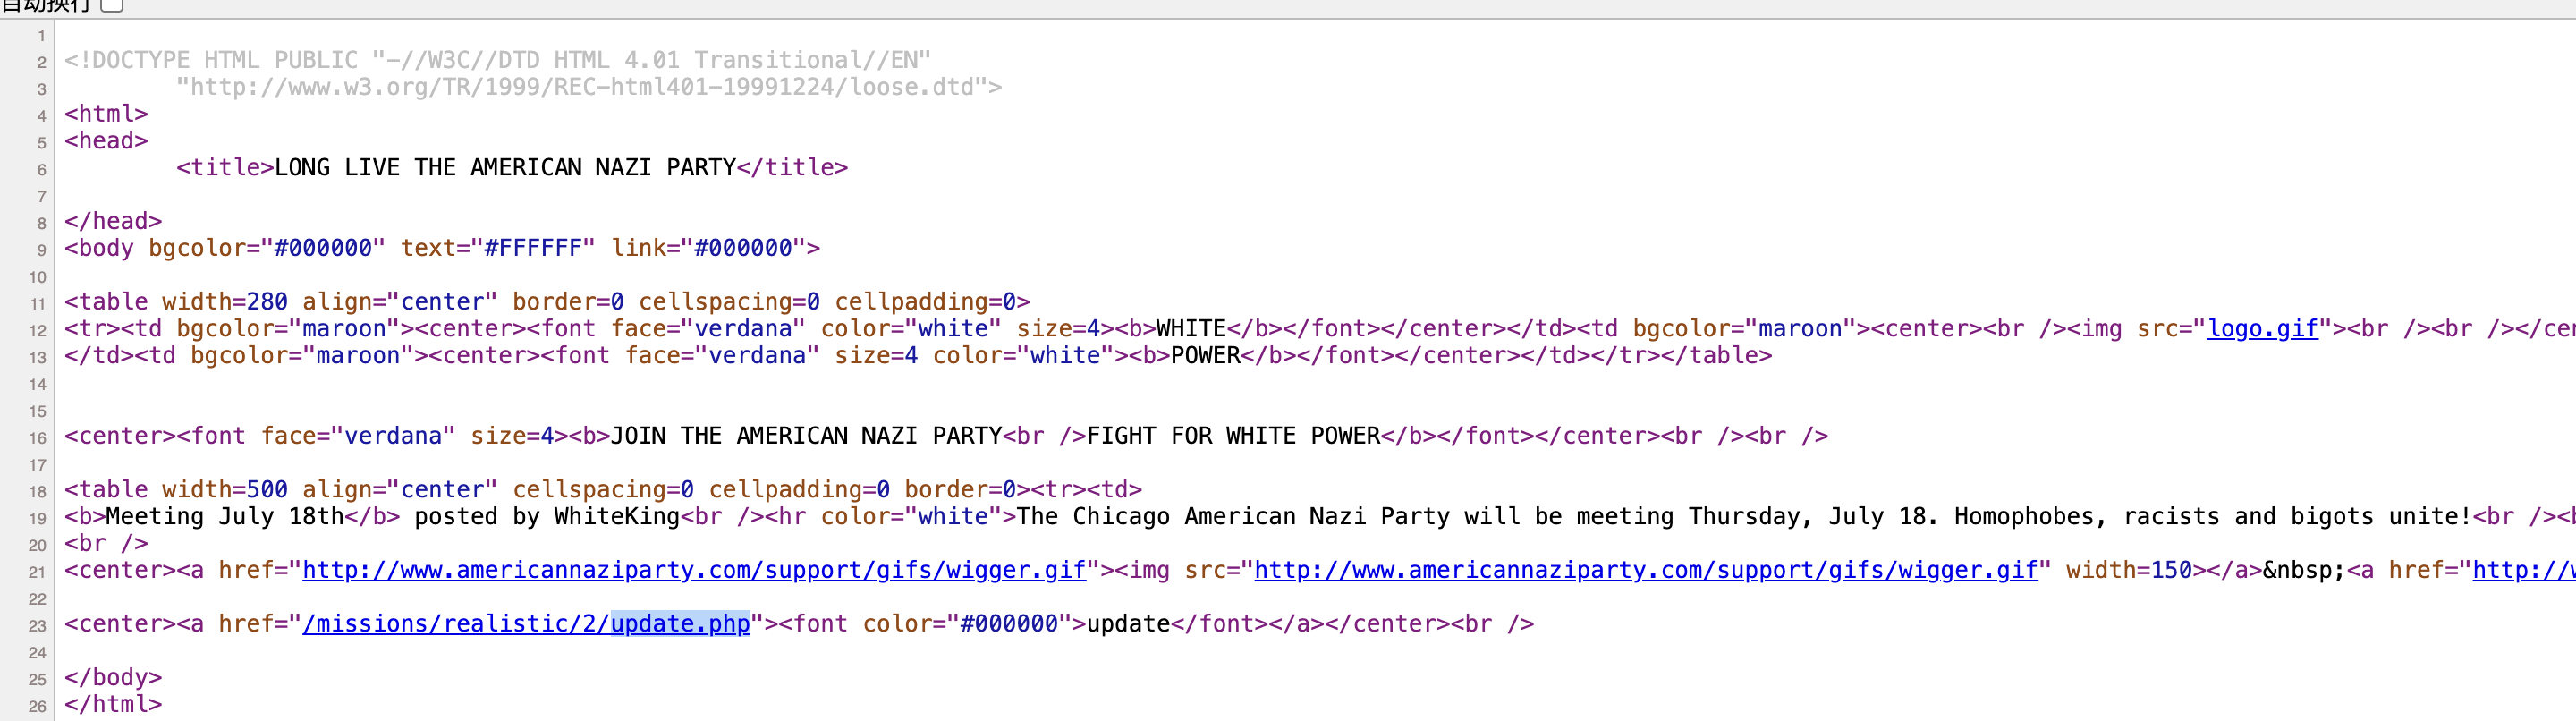 自动换行
1
2 <!DOCTYPE HTML PUBLIC "-//W3C//DTD HTML 4.01 Transitional//EN"
3 "http://www.w3.org/TR/1999/REC-html401-19991224/loose.dtd">
4 <html>
5 <head>
6 <title>LONG LIVE THE AMERICAN NAZI PARTY</title>
7
8 </head>
9 <body bgcolor="#000000" text="#FFFFFF" link="#000000">
10
11 <table width=280 align="center" border=0 cellspacing=0 cellpadding=0>
12 <tr><td bgcolor="maroon"><center><font face="verdana" color="white" size=4><b>WHITE</b></font></center></td><td bgcolor="maroon"><center><br /><img src="logo.gif"><br /><br /></cen
13 </td><td bgcolor="maroon"><center><font face="verdana" size=4 color="white"><b>POWER</b></font></center></td></tr></table>
14
15
16 <center><font face="verdana" size=4><b>JOIN THE AMERICAN NAZI PARTY<br />FIGHT FOR WHITE POWER</b></font></center><br /><br />
17
18 <table width=500 align="center" cellspacing=0 cellpadding=0 border=0><tr><td>
19 <b>Meeting July 18th</b> posted by WhiteKing<br /><hr color="white">The Chicago American Nazi Party will be meeting Thursday, July 18. Homophobes, racists and bigots unite!<br /><b
20 <br />
21 <center><a href="http://www.americannaziparty.com/support/gifs/wigger.gif"><img src="http://www.americannaziparty.com/support/gifs/wigger.gif" width=150></a>&nbsp;<a href="http://w
22
23 <center><a href="/missions/realistic/2/update.php"><font color="#000000">update</font></a></center><br />
24
25 </body>
26 </html>